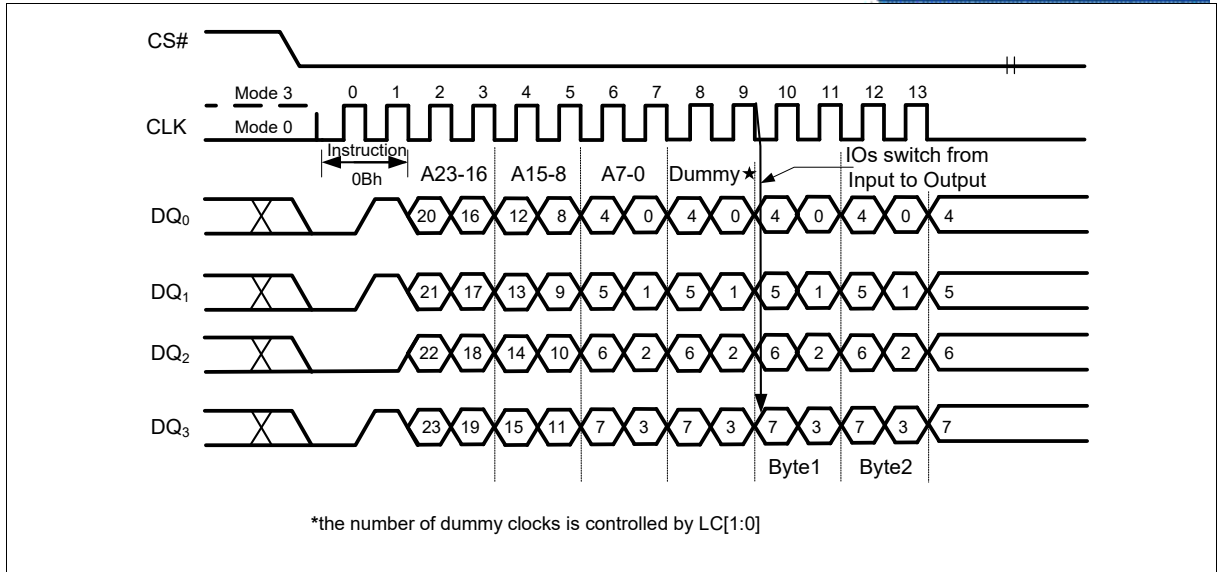 CS#
Mode 3 0 1 2 3 4 5 6 7 8 9 10 11 12 13
CLK Mode 0
Instruction IOs switch from
0Bh A23-16 A15-8 A7-0 Dummy★ Input to Output
DQ0 20 16 12 8 4 0 4 0 4 0 4 0 4
DQ1 21 17 13 9 5 1 5 1 5 1 5 1 5
DQ2 22 18 14 10 6 2 6 2 6 2 6 2 6
DQ3 23 19 15 11 7 3 7 3 7 3 7 3 7
Byte1 Byte2
*the number of dummy clocks is controlled by LC[1:0]